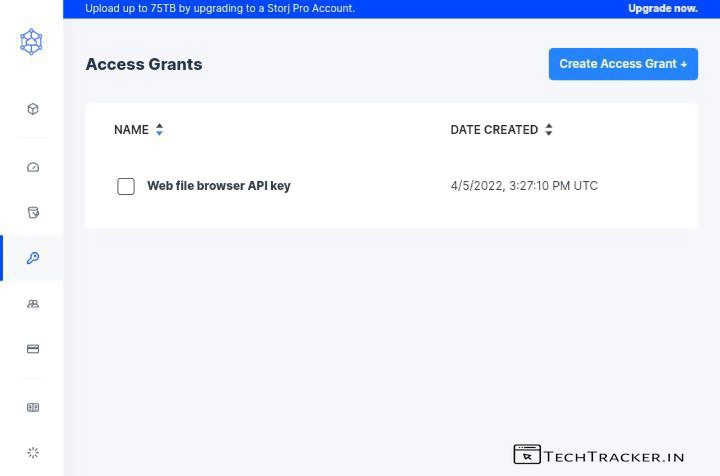 Upload up to 75TB by upgrading to a Storj Pro Account. Upgrade now.
Access Grants
Create Access Grant +
NAME DATE CREATED
Web file browser API key 4/5/2022, 3:27:10 PM UTC
TECHTRACKER.IN